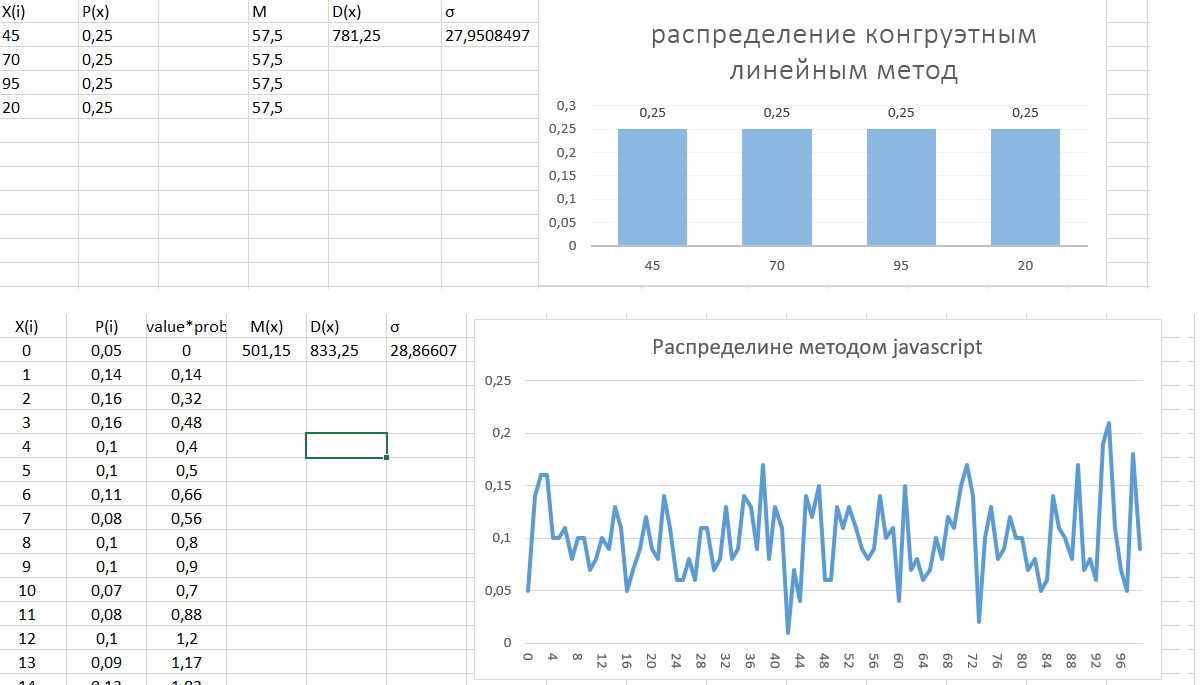 X(i) P(x) M D(x) σ
45 0,25 57,5 781,25 27,9508497
70 0,25 57,5
95 0,25 57,5
20 0,25 57,5
распределение конгруэтным
линейным метод
0,3
0,25
0,2
0,15
0,1
0,05
0
0,25 0,25 0,25 0,25
45 70 95 20
X(i) P(i) value*prob M(x) D(x) σ
0 0,05 0 501,15 833,25 28,86607
1 0,14 0,14
2 0,16 0,32
3 0,16 0,48
4 0,1 0,4
5 0,1 0,5
6 0,11 0,66
7 0,08 0,56
8 0,1 0,8
9 0,1 0,9
10 0,07 0,7
11 0,08 0,88
12 0,1 1,2
13 0,09 1,17
14 0,13 1,82
Распределине методом javascript
0,25
0,2
0,15
0,1
0,05
0
0 4 8 12 16 20 24 28 32 36 40 44 48 52 56 60 64 68 72 76 80 84 88 92 96